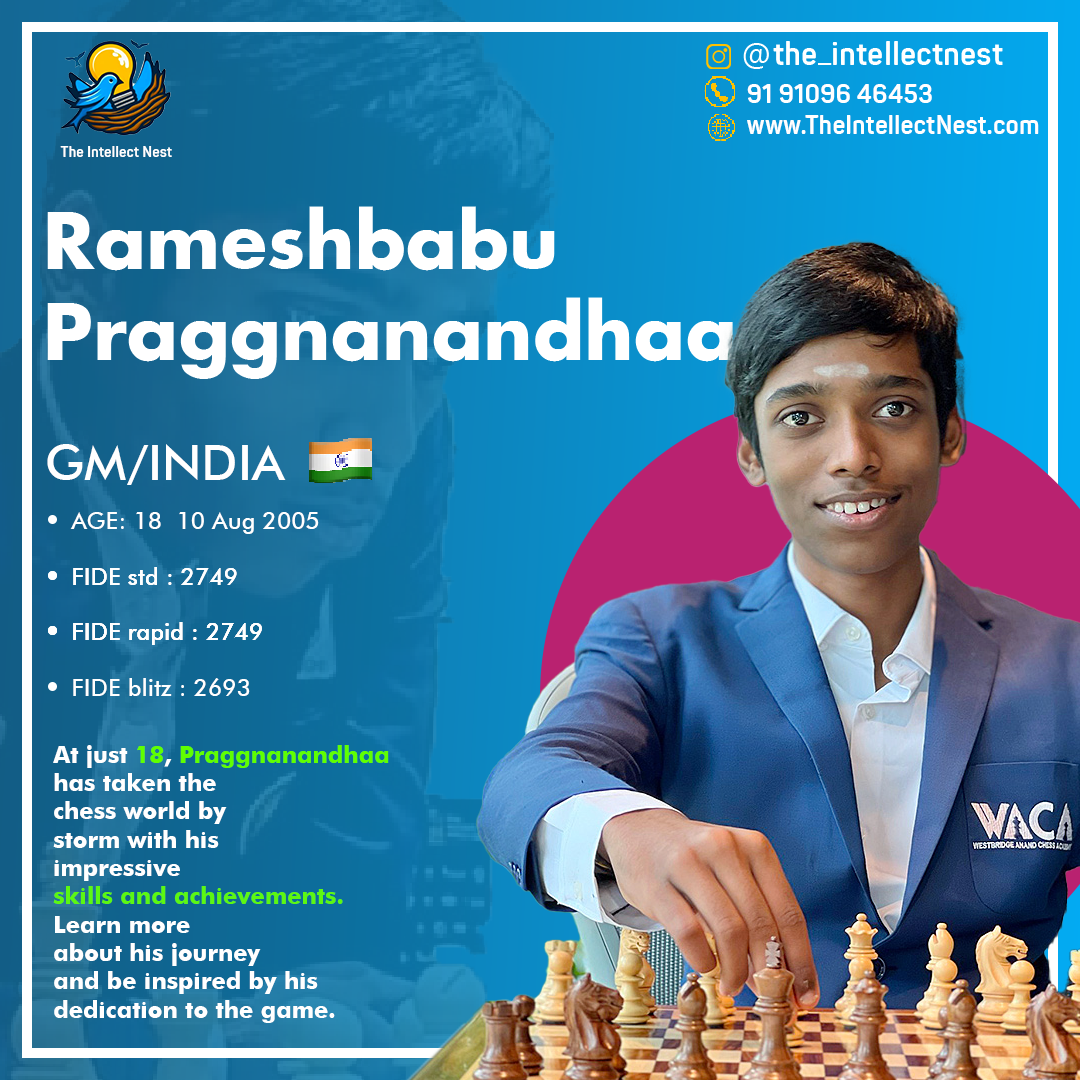 The Intellect Nest
@the_intellectnest
91 91096 46453
www.TheIntellectNest.com
Rameshbabu
Praggnanandhaa
GM/INDIA
• AGE: 18 10 Aug 2005
• FIDE std : 2749
• FIDE rapid : 2749
• FIDE blitz : 2693
At just 18, Praggnanandhaa
has taken the
chess world by
storm with his
impressive
skills and achievements.
Learn more
about his journey
and be inspired by his
dedication to the game.
WACA
WESTBRIDGE ANAND CHESS